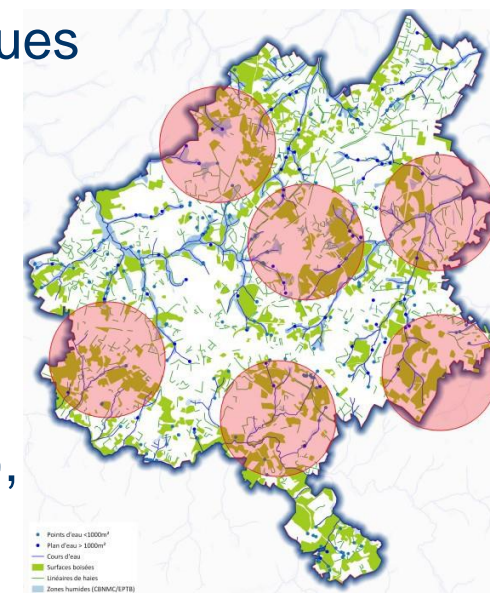 ues
,
Points d'eau <1000m²
Plan d'eau > 1000m²
Cours d'eau
Surfaces boisées
Linéaires de haies
Zones humides (CBNMC/EPTB)